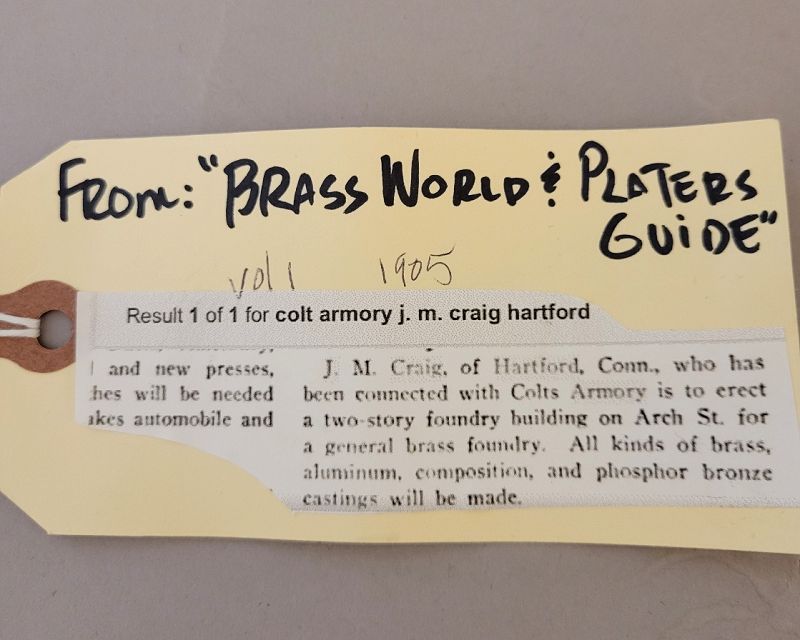 From: "BRASS WORLD & PLATERS
GUIDE"
vol 1 1905
Result 1 of 1 for colt armory j. m. craig hartford
and new presses,
hes will be needed
akes automobile and
J. M. Craig, of Hartford, Conn., who has
been connected with Colts Armory is to erect
a two-story foundry building on Arch St. for
a general brass foundry. All kinds of brass,
aluminum, composition, and phosphor bronze
castings will be made.